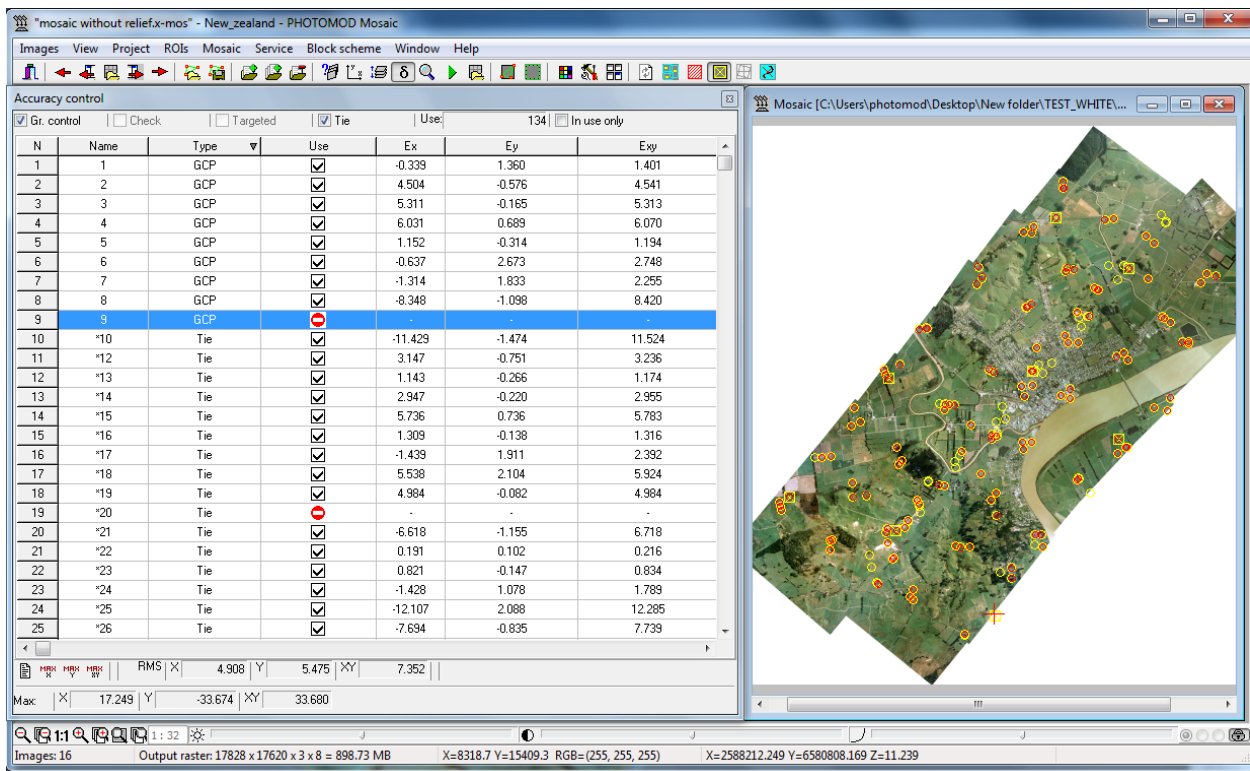 "mosaic without relief.x-mos" - New_zealand - PHOTOMOD Mosaic
Images View Project ROIs Mosaic Service Block scheme Window Help
Accuracy control
Gr. control Check Targeted Tie Use: 134 In use only
N Name Type Use Ex Ey Exy
1 1 GCP -0.339 1.360 1.401
2 2 GCP 4.504 -0.576 4.541
3 3 GCP 5.311 -0.165 5.313
4 4 GCP 6.031 0.689 6.070
5 5 GCP 1.152 -0.314 1.194
6 6 GCP -0.637 2.673 2.748
7 7 GCP -1.314 1.833 2.255
8 8 GCP -8.348 -1.098 8.420
9 9 GCP - - -
10 *10 Tie -11.429 -1.474 11.524
11 *12 Tie 3.147 -0.751 3.236
12 *13 Tie 1.143 -0.266 1.174
13 *14 Tie 2.947 -0.220 2.955
14 *15 Tie 5.736 0.736 5.783
15 *16 Tie 1.309 -0.138 1.316
16 *17 Tie -1.439 1.911 2.392
17 *18 Tie 5.538 2.104 5.924
18 *19 Tie 4.984 -0.082 4.984
19 *20 Tie - - -
20 *21 Tie -6.618 -1.155 6.718
21 *22 Tie 0.191 0.102 0.216
22 *23 Tie 0.821 -0.147 0.834
23 *24 Tie -1.428 1.078 1.789
24 *25 Tie -12.107 2.088 12.285
25 *26 Tie -7.694 -0.835 7.739
MAX X MAX Y MAX XY RMS X 4.908 Y 5.475 XY 7.352
Max: X 17.249 Y -33.674 XY 33.680
Mosaic [C:\Users\photomod\Desktop\New folder\TEST_WHITE\...
1:1 1 : 32
Images: 16 Output raster: 17828 x 17620 x 3 x 8 = 898.73 MB X=8318.7 Y=15409.3 RGB=(255, 255, 255) X=2588212.249 Y=6580808.169 Z=11.239